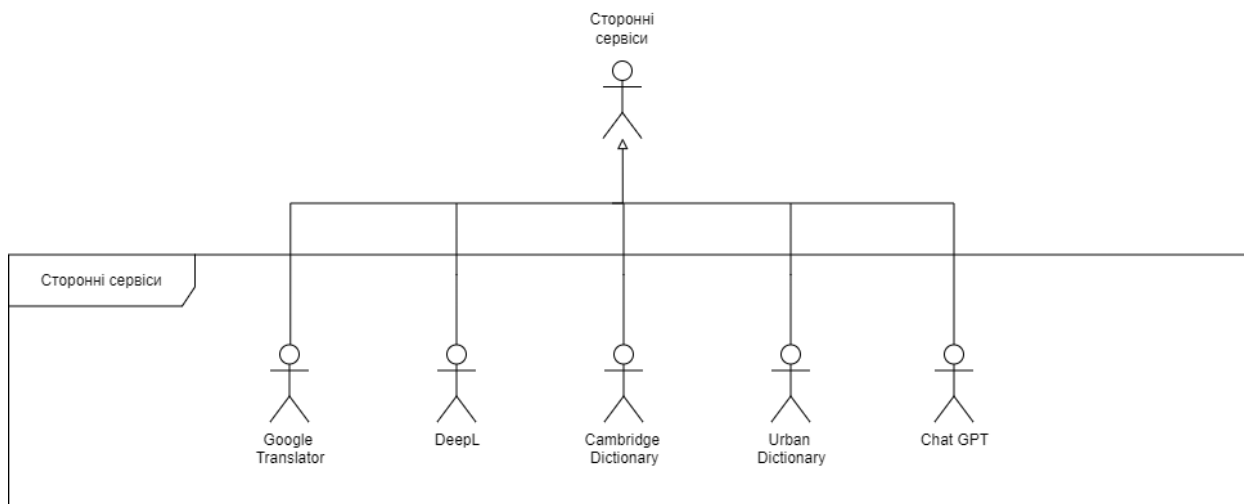 Сторонні
сервіси
Сторонні сервіси
Google
Translator
DeepL
Cambridge
Dictionary
Urban
Dictionary
Chat GPT